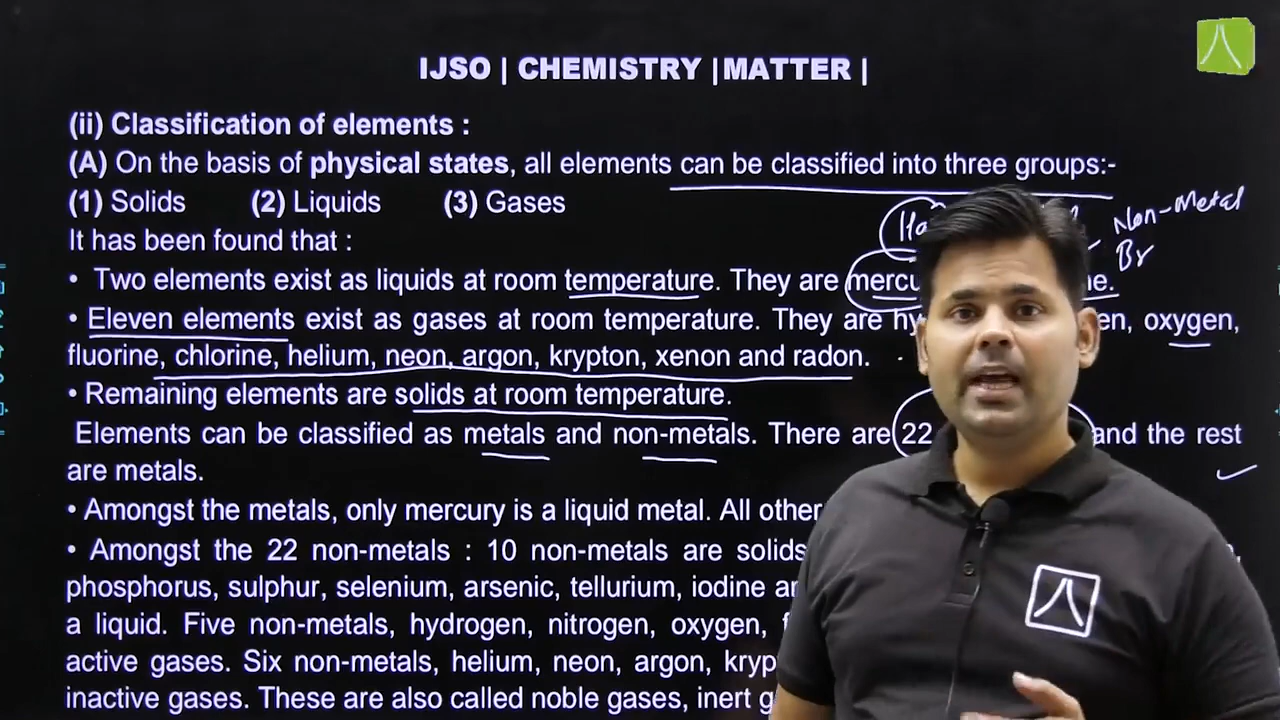 IJSO | CHEMISTRY |MATTER |
(ii) Classification of elements :
(A) On the basis of physical states, all elements can be classified into three groups:-
(1) Solids (2) Liquids (3) Gases
Non-Metal
It has been found that :
Br
• Two elements exist as liquids at room temperature. They are
• Eleven elements exist as gases at room temperature. They are oxygen,
fluorine, chlorine, helium, neon, argon, krypton, xenon and radon.
• Remaining elements are solids at room temperature.
Elements can be classified as metals and non-metals. There are 22 and the rest
are metals.
• Amongst the metals, only mercury is a liquid metal. All other
• Amongst the 22 non-metals : 10 non-metals are solids
phosphorus, sulphur, selenium, arsenic, tellurium, iodine
a liquid. Five non-metals, hydrogen, nitrogen, oxygen,
active gases. Six non-metals, helium, neon, argon,
inactive gases. These are also called noble gases, inert